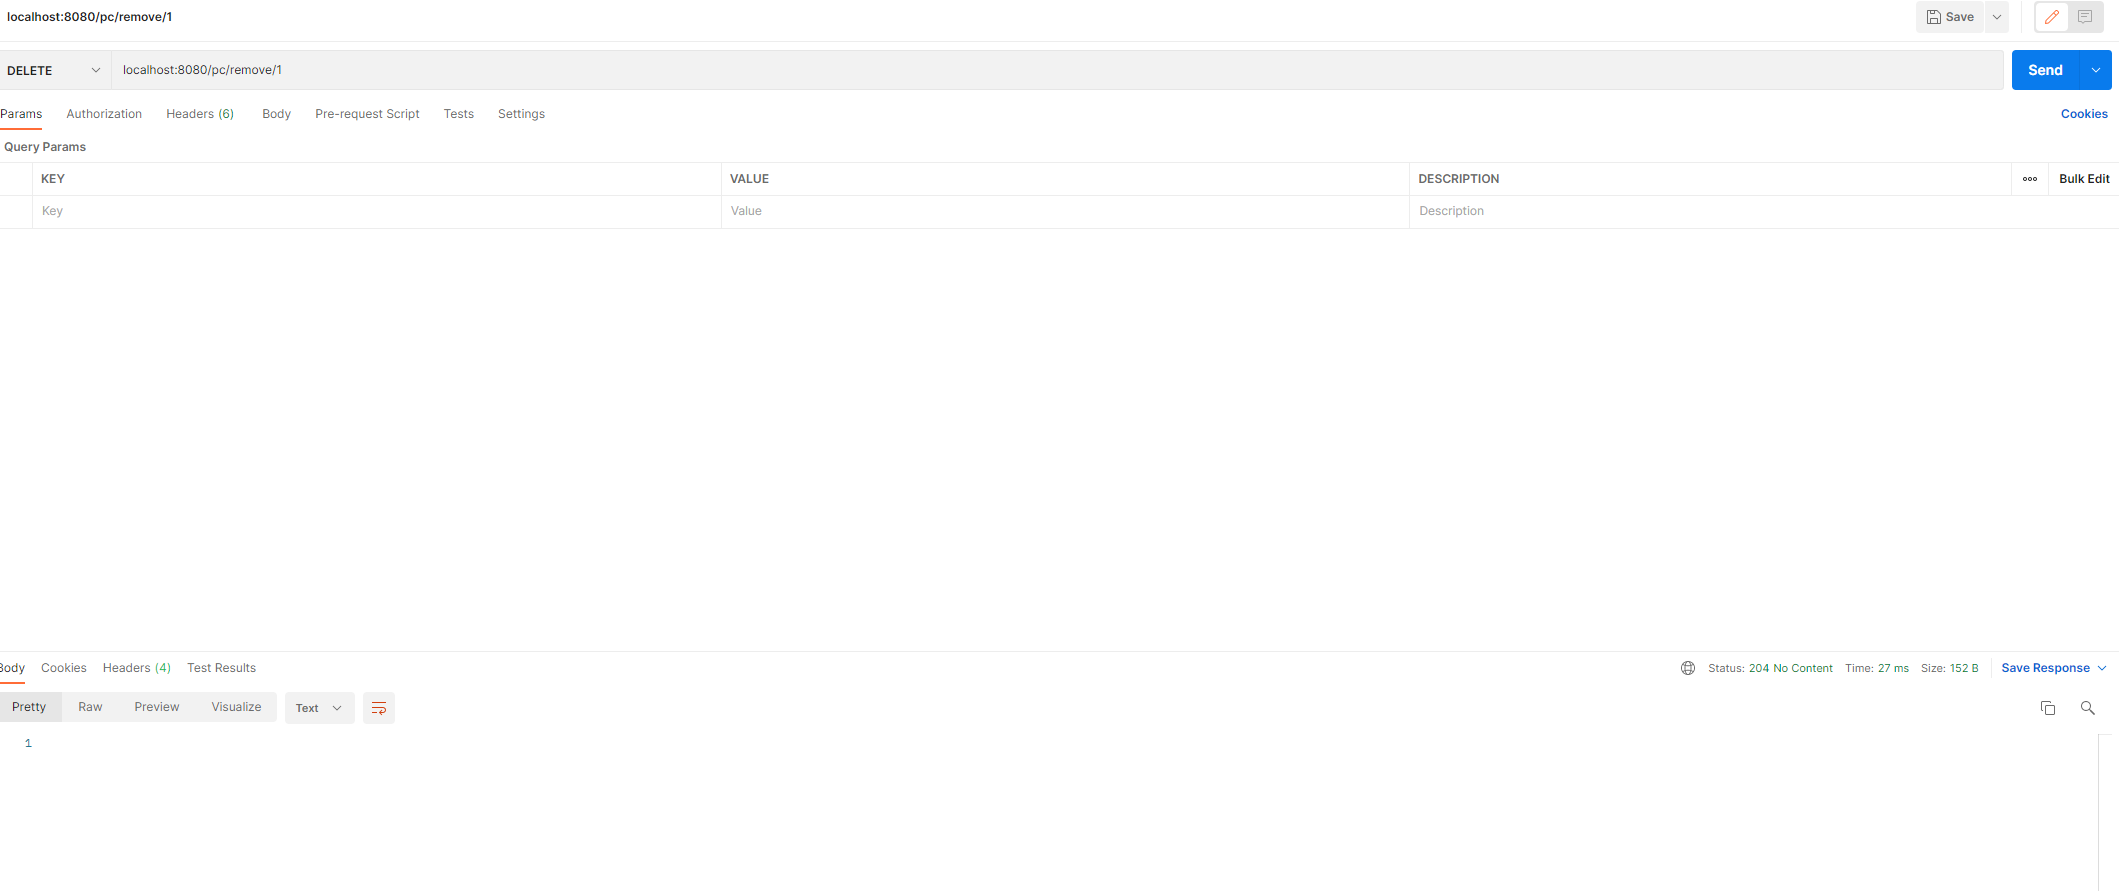 localhost:8080/pc/remove/1
Save
DELETE localhost:8080/pc/remove/1 Send
Params Authorization Headers (6) Body Pre-request Script Tests Settings Cookies
Query Params
KEY VALUE DESCRIPTION ooo Bulk Edit
Key Value Description
Body Cookies Headers (4) Test Results Status: 204 No Content Time: 27 ms Size: 152 B Save Response
Pretty Raw Preview Visualize Text
1